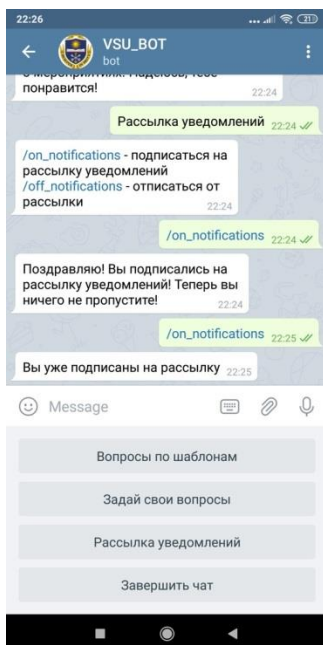 22:26
VSU_BOT
bot
понравится!
22:24
Рассылка уведомлений 22:24
/on_notifications - подписаться на
рассылку уведомлений
/off_notifications - отписаться от
рассылки 22:24
/on_notifications 22:24
Поздравляю! Вы подписались на
рассылку уведомлений! Теперь вы
ничего не пропустите! 22:24
/on_notifications 22:25
Вы уже подписаны на рассылку 22:25
Message
Вопросы по шаблонам
Задай свои вопросы
Рассылка уведомлений
Завершить чат